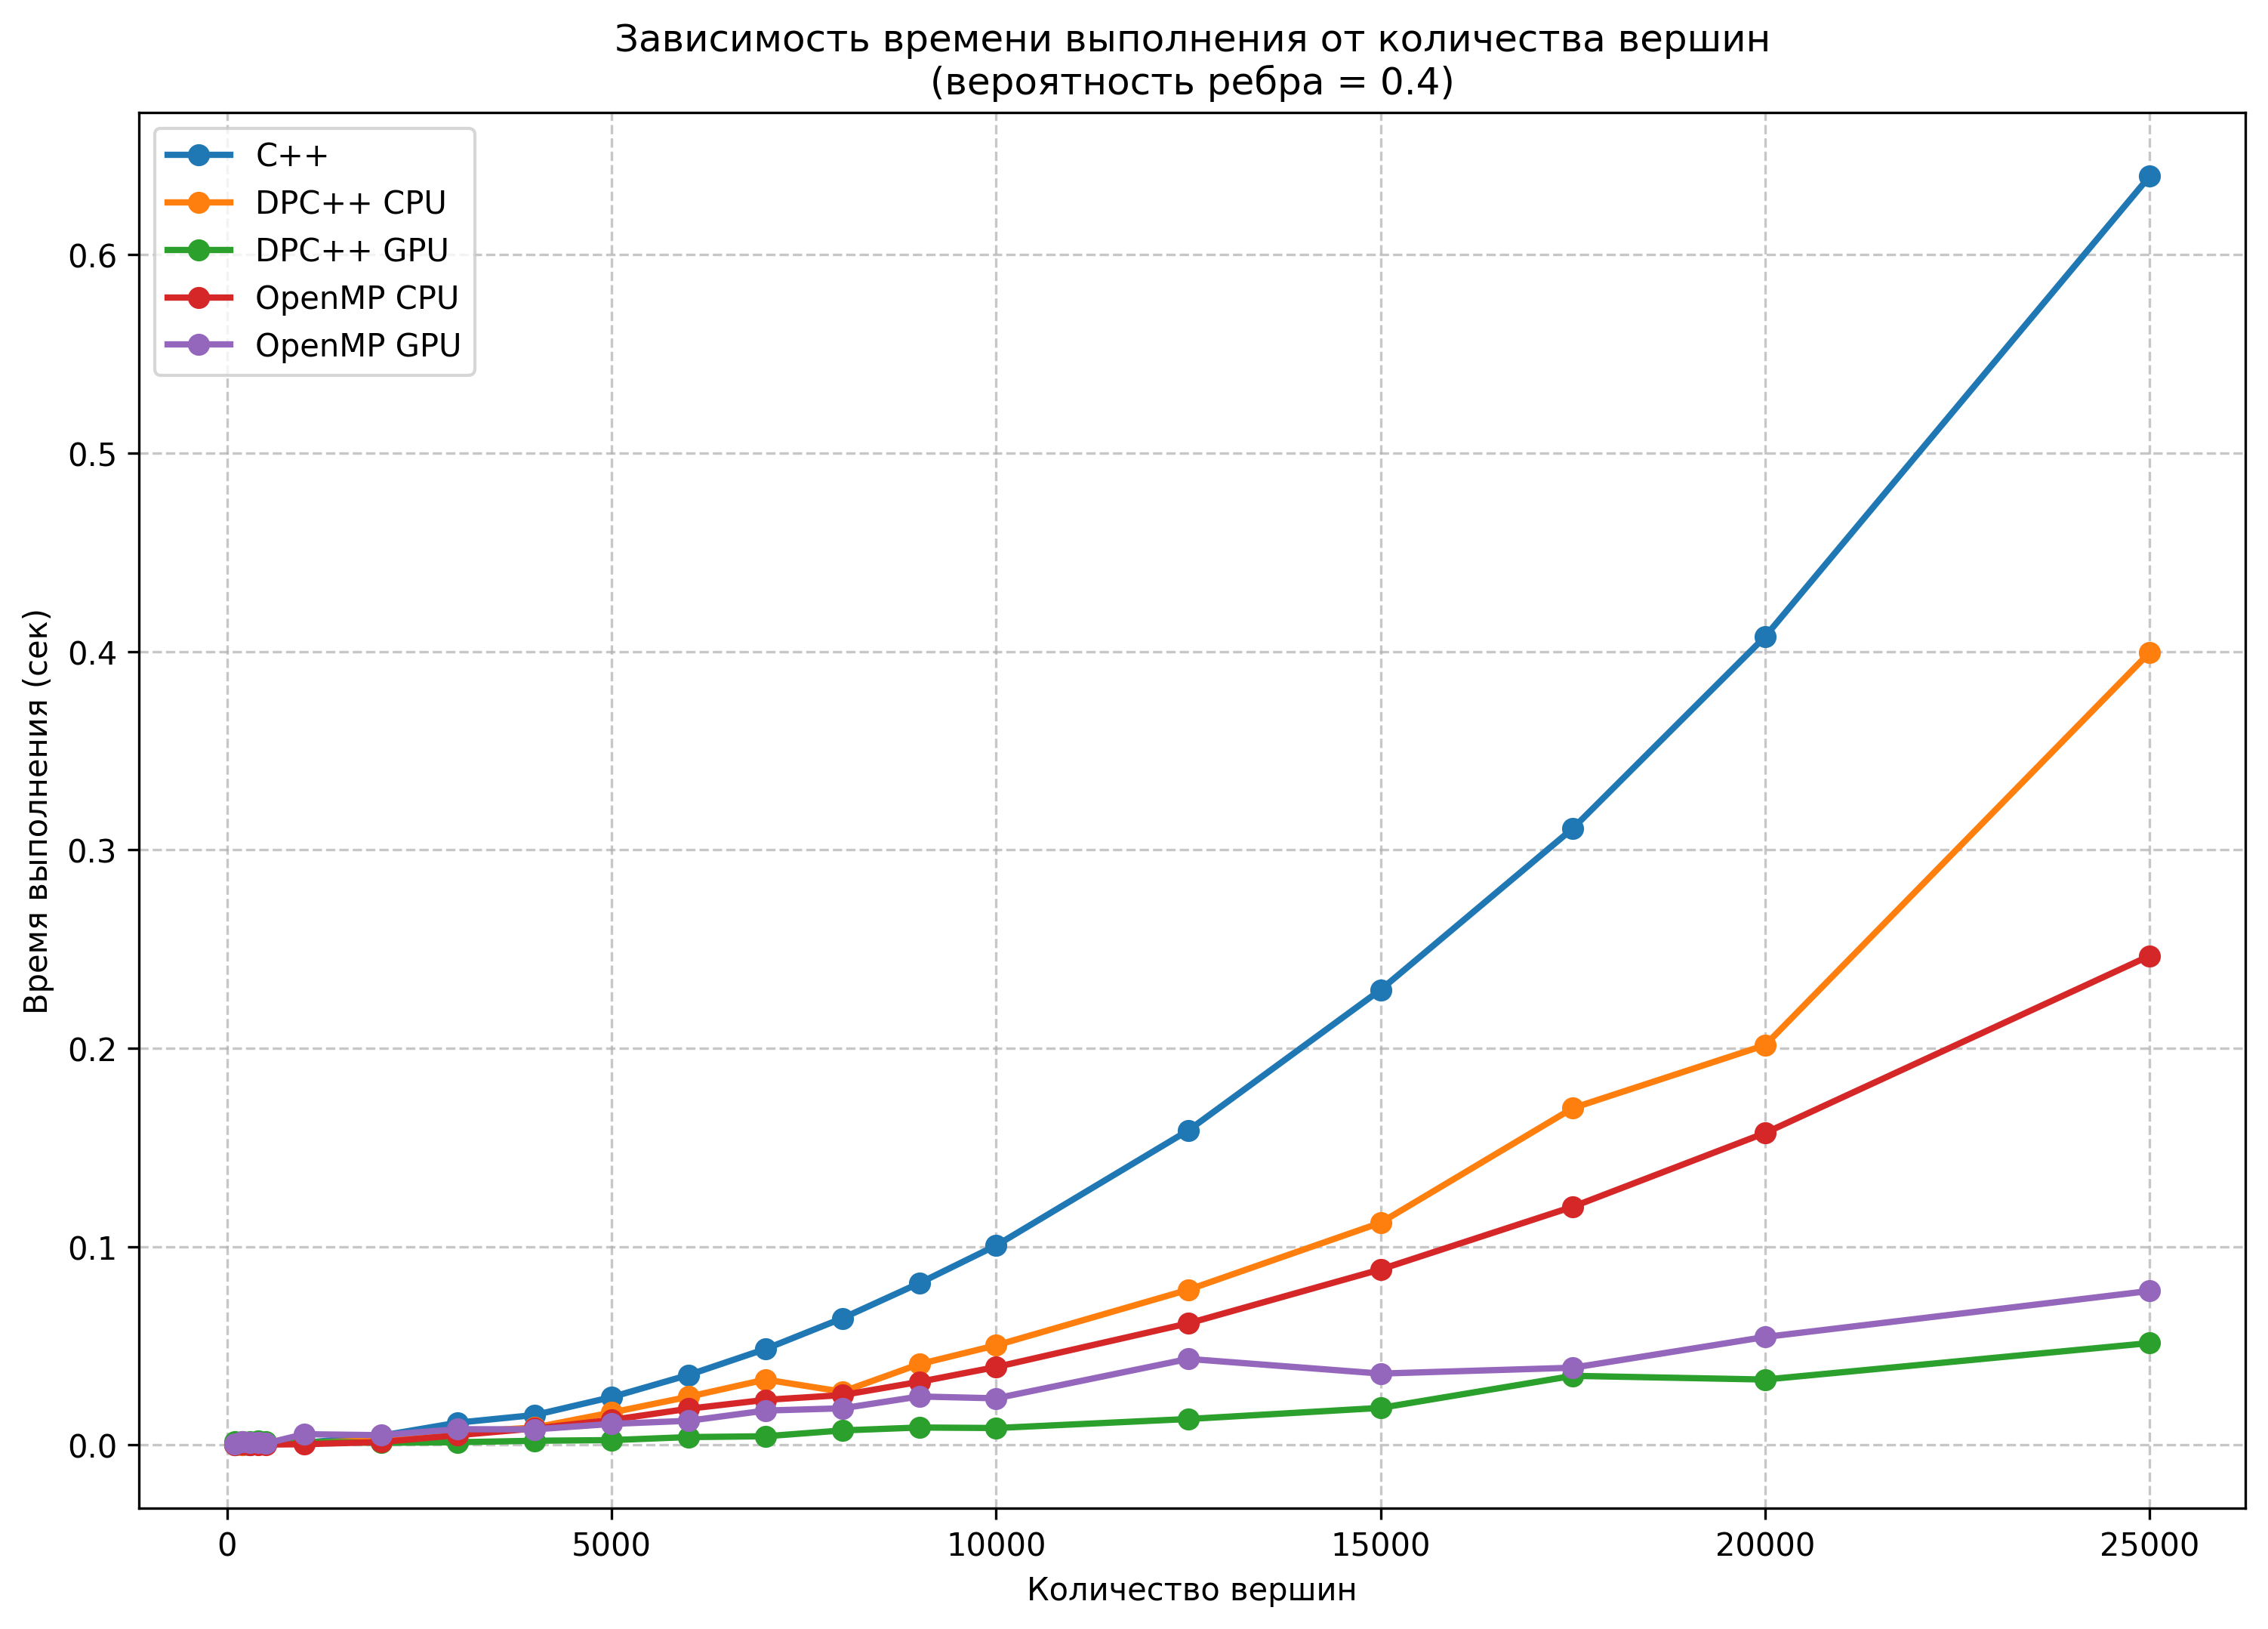 Зависимость времени выполнения от количества вершин
(вероятность ребра = 0.4)
C++
DPC++ CPU
DPC++ GPU
OpenMP CPU
OpenMP GPU
Время выполнения (сек)
0.6
0.5
0.4
0.3
0.2
0.1
0.0
0 5000 10000 15000 20000 25000
Количество вершин